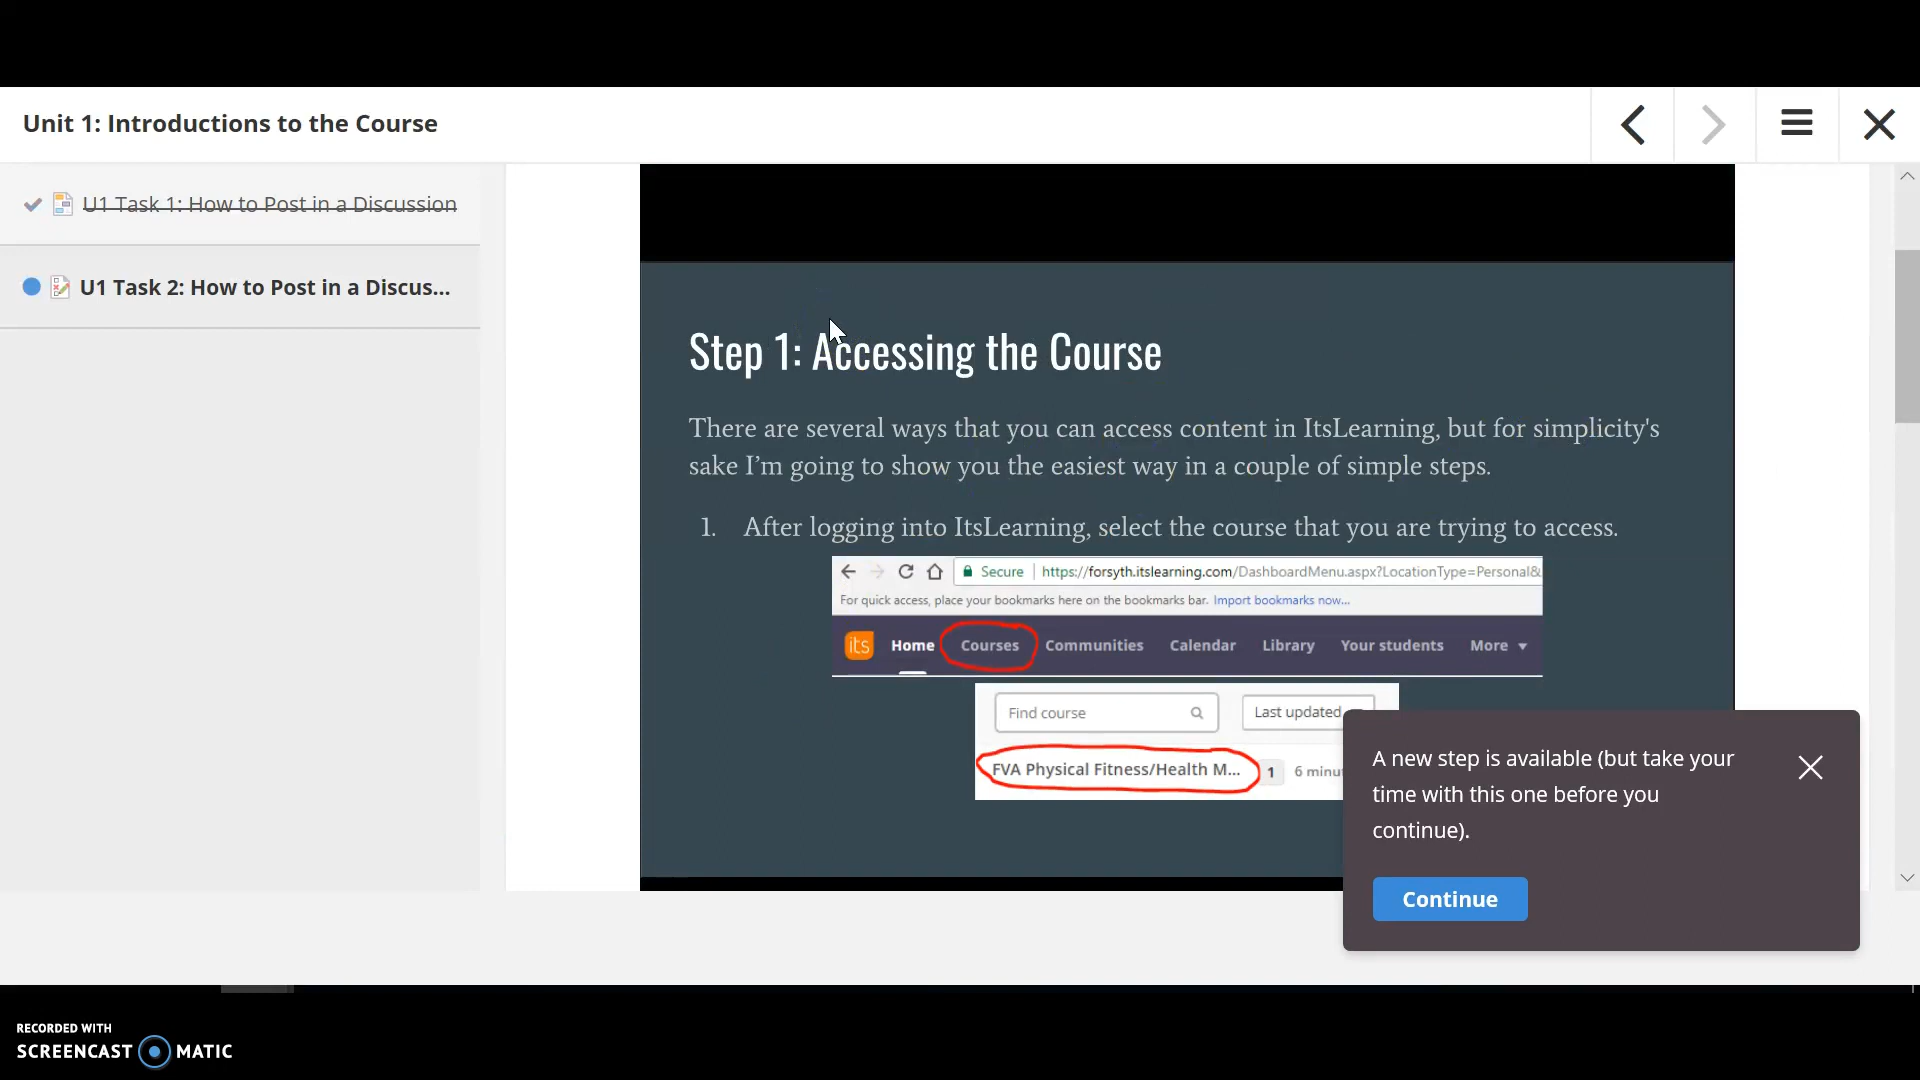 Unit 1: Introductions to the Course
U1 Task 1: How to Post in a Discussion
U1 Task 2: How to Post in a Discus...
Step 1: Accessing the Course
There are several ways that you can access content in ItsLearning, but for simplicity's
sake I’m going to show you the easiest way in a couple of simple steps.
1. After logging into ItsLearning, select the course that you are trying to access.
Secure https://forsyth.itslearning.com/DashboardMenu.aspx?LocationType=Personal&
For quick access, place your bookmarks here on the bookmarks bar. Import bookmarks now...
its Home Courses Communities Calendar Library Your students More
Find course Last updated
FVA Physical Fitness/Health M... 1 6
A new step is available (but take your
time with this one before you
continue).
Continue
RECORDED WITH
SCREENCAST MATIC